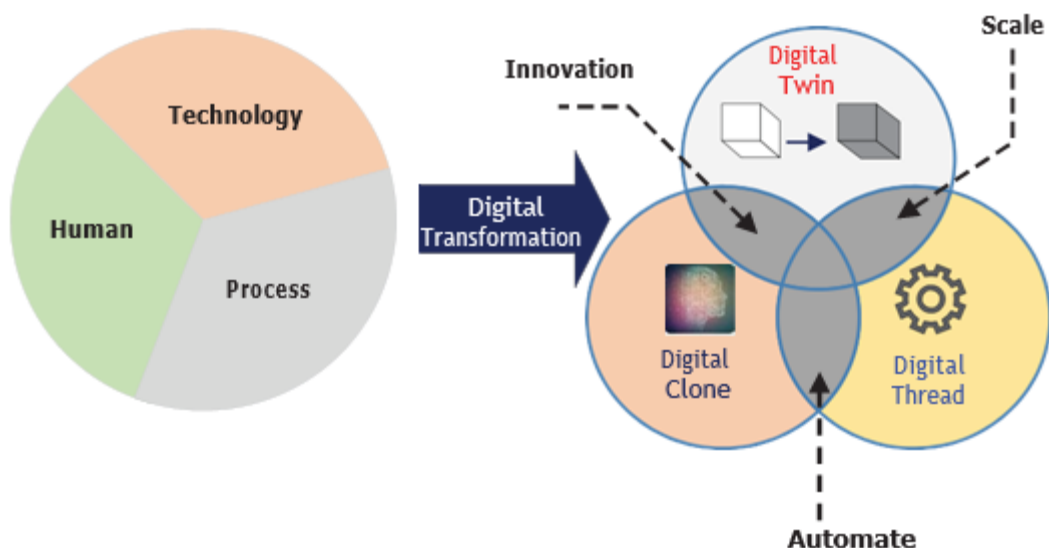 Technology
Human
Process
Digital
Transformation
Innovation
Scale
Digital
Twin
Digital
Clone
Digital
Thread
Automate